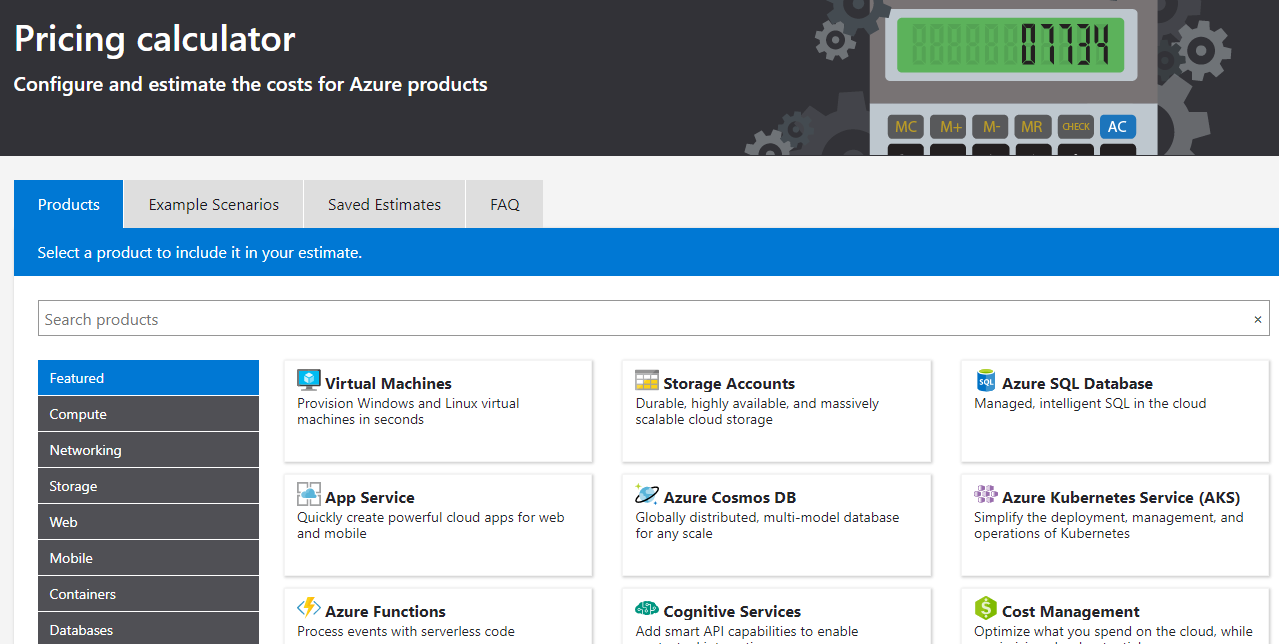 Pricing calculator
Configure and estimate the costs for Azure products
07734
MC M+ M- MR CHECK AC
Products Example Scenarios Saved Estimates FAQ
Select a product to include it in your estimate.
Search products ×
Featured
Compute
Networking
Storage
Web
Mobile
Containers
Databases
Virtual Machines
Provision Windows and Linux virtual
machines in seconds
Storage Accounts
Durable, highly available, and massively
scalable cloud storage
SQL
Azure SQL Database
Managed, intelligent SQL in the cloud
App Service
Quickly create powerful cloud apps for web
and mobile
Azure Cosmos DB
Globally distributed, multi-model database
for any scale
Azure Kubernetes Service (AKS)
Simplify the deployment, management, and
operations of Kubernetes
Azure Functions
Process events with serverless code
Cognitive Services
Add smart API capabilities to enable
$
Cost Management
Optimize what you spend on the cloud, while